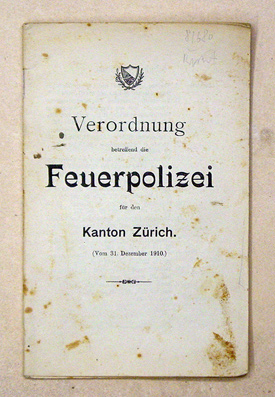 Verordnung
betreffend die
Feuerpolizei
für den
Kanton Zürich.
(Vom 31. Dezember 1910.)